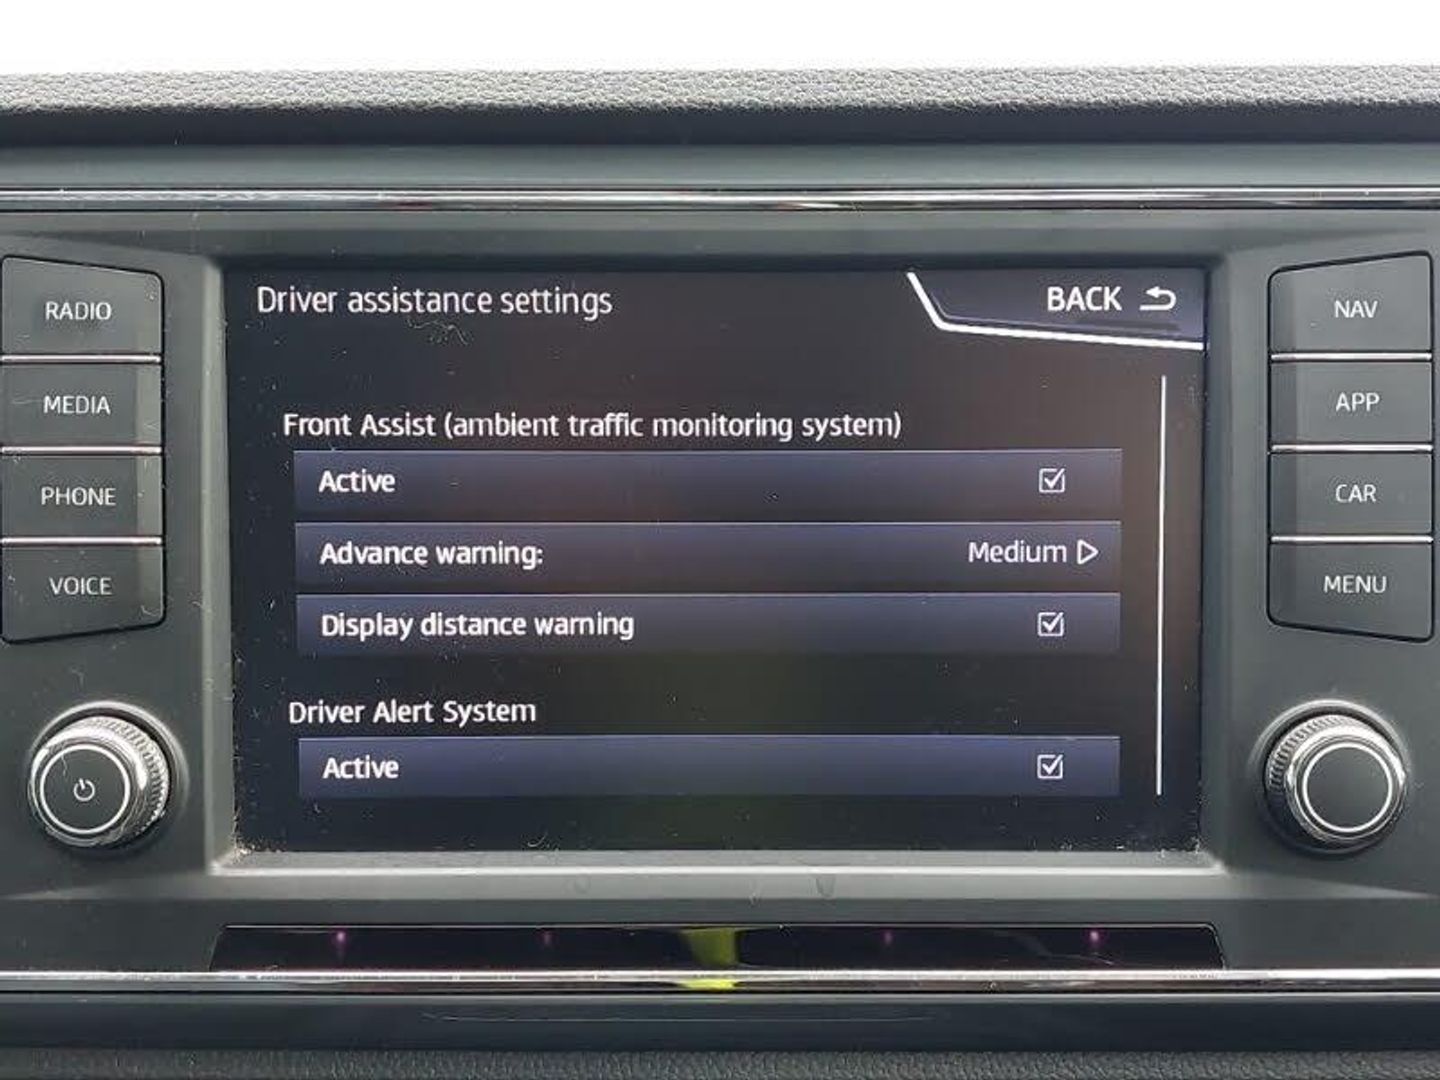 Driver assistance settings
BACK
Front Assist (ambient traffic monitoring system)
Active
Advance warning: Medium
Display distance warning
Driver Alert System
Active
RADIO
MEDIA
PHONE
VOICE
NAV
APP
CAR
MENU